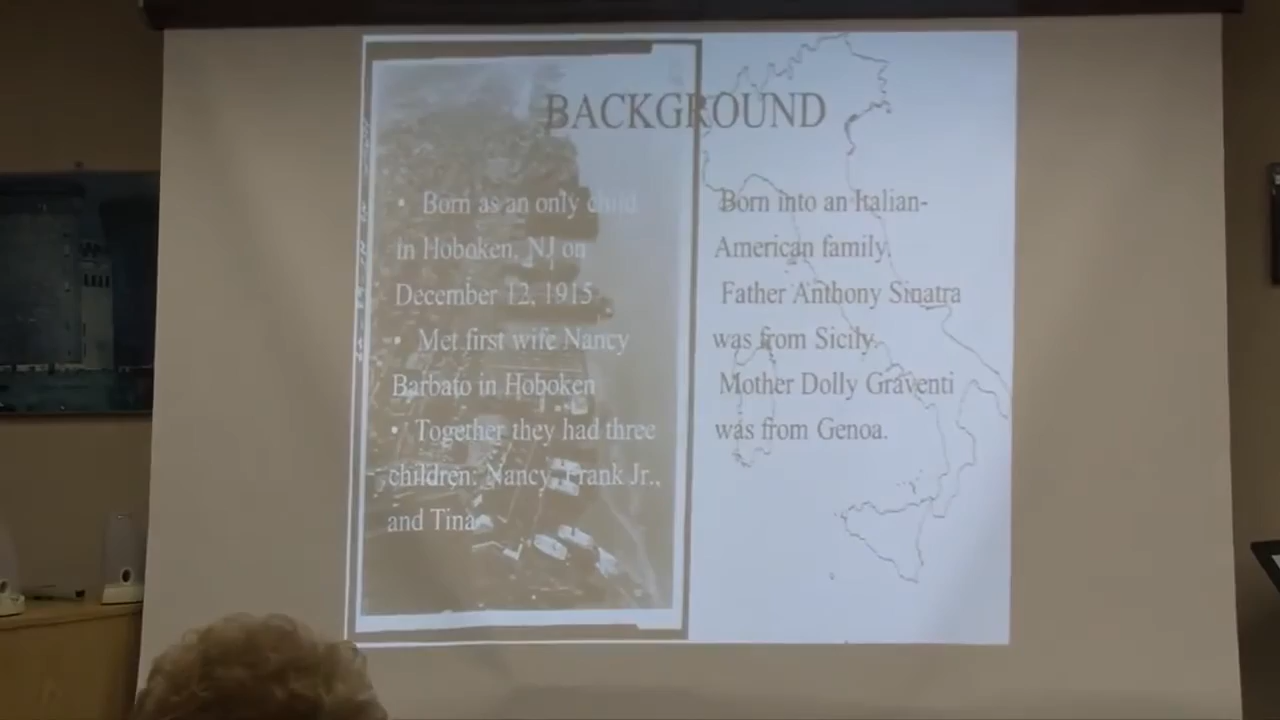 BACKGROUND
• Born as an only child
in Hoboken, NJ on
December 12, 1915
• Met first wife Nancy
Barbato in Hoboken
• Together they had three
children: Nancy, Frank Jr.,
and Tina
Born into an Italian-
American family.
Father Anthony Sinatra
was from Sicily.
Mother Dolly Graventi
was from Genoa.